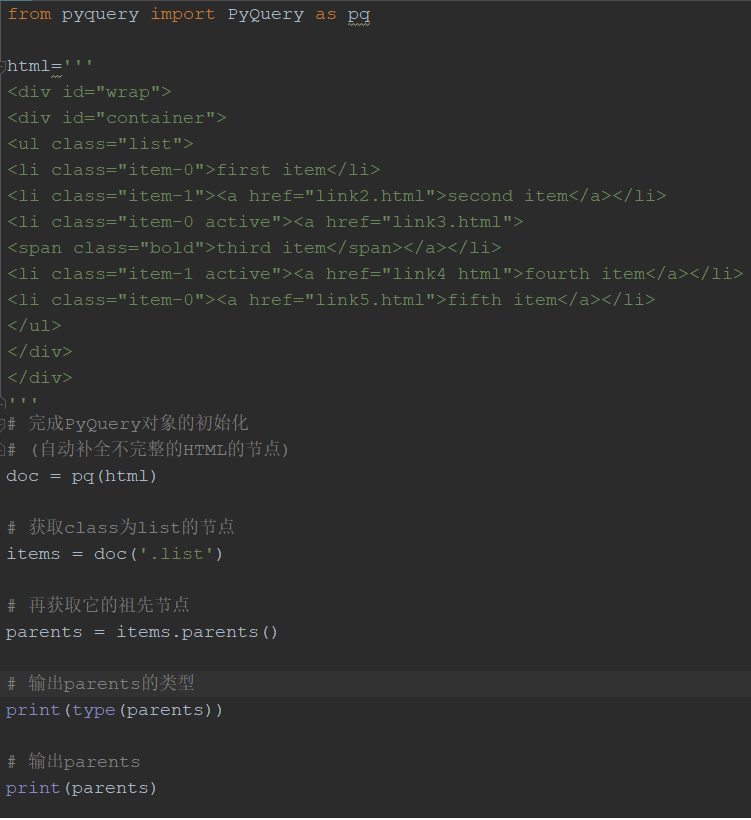 from pyquery import PyQuery as pq
html='''
<div id="wrap">
<div id="container">
<ul class="list">
<li class="item-0">first item</li>
<li class="item-1"><a href="link2.html">second item</a></li>
<li class="item-0 active"><a href="link3.html">
<span class="bold">third item</span></a></li>
<li class="item-1 active"><a href="link4 html">fourth item</a></li>
<li class="item-0"><a href="link5.html">fifth item</a></li>
</ul>
</div>
</div>
'''
# 完成PyQuery对象的初始化
# (自动补全不完整的HTML的节点)
doc = pq(html)
# 获取class为list的节点
items = doc('.list')
# 再获取它的祖先节点
parents = items.parents()
# 输出parents的类型
print(type(parents))
# 输出parents
print(parents)